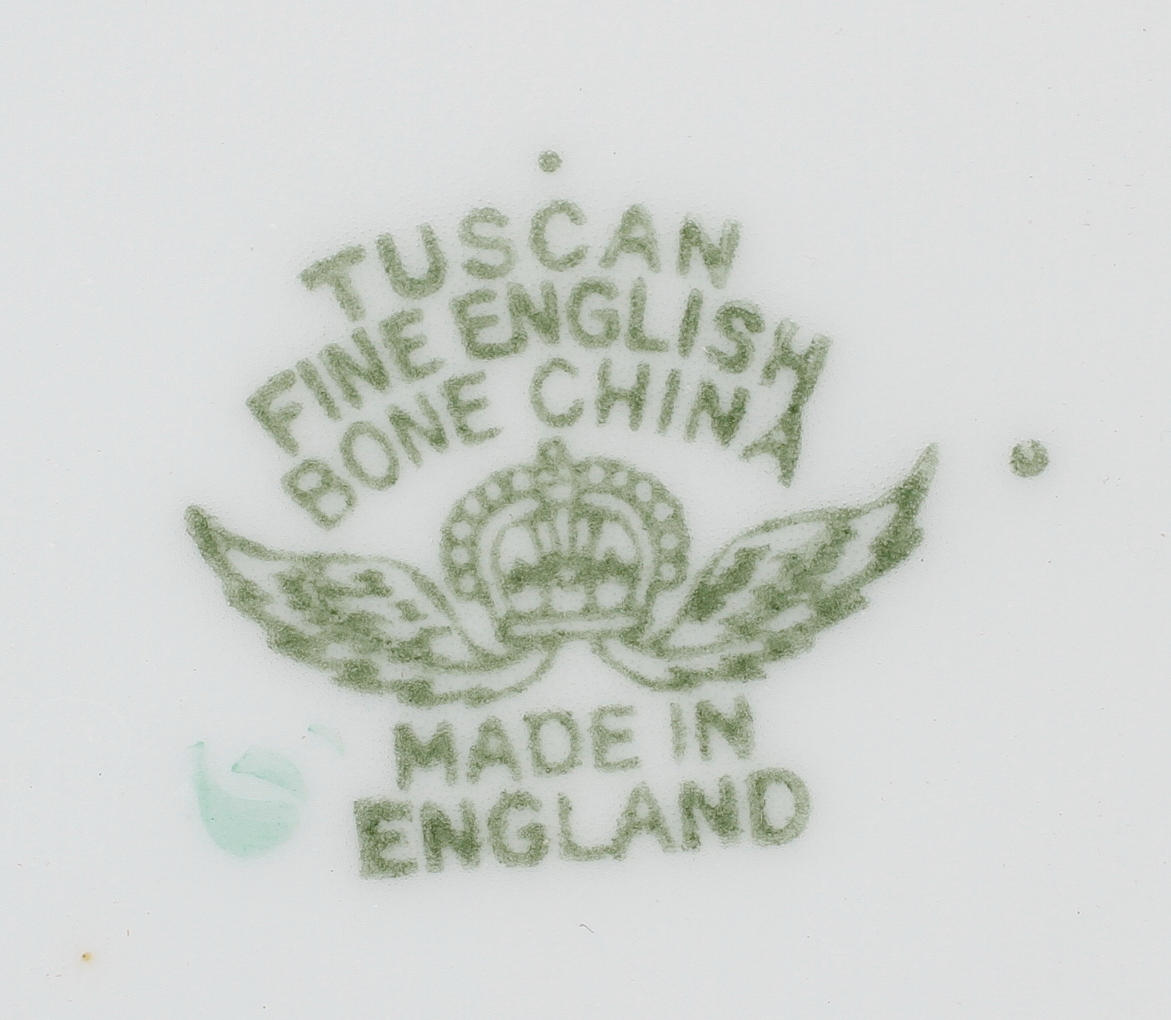 TUSCAN
FINE ENGLISH
BONE CHINA
MADE IN
ENGLAND